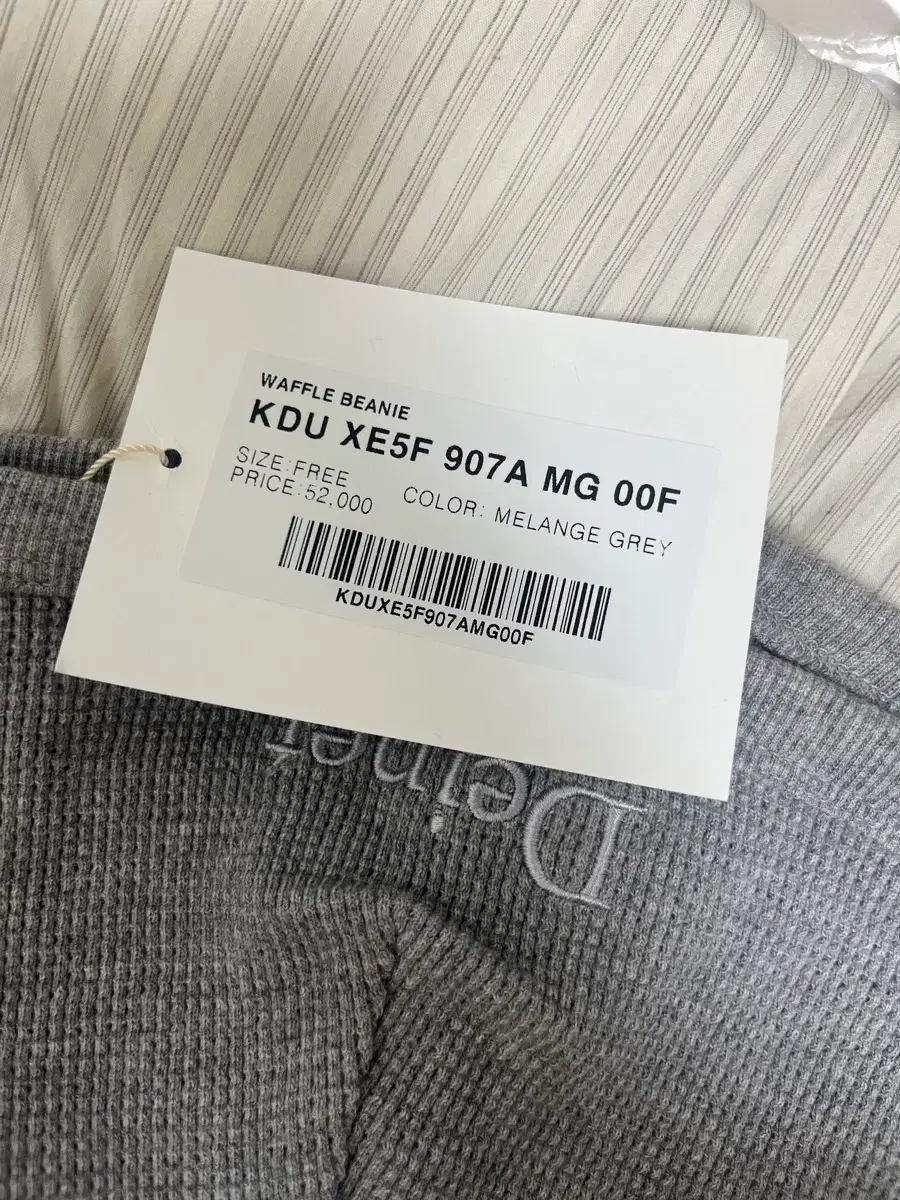 WAFFLE BEANIE
KDU XE5F 907A MG 00F
SIZE:FREE
PRICE:52,000 COLOR: MELANGE GREY
KDUXE5F907AMG00F
Deinet